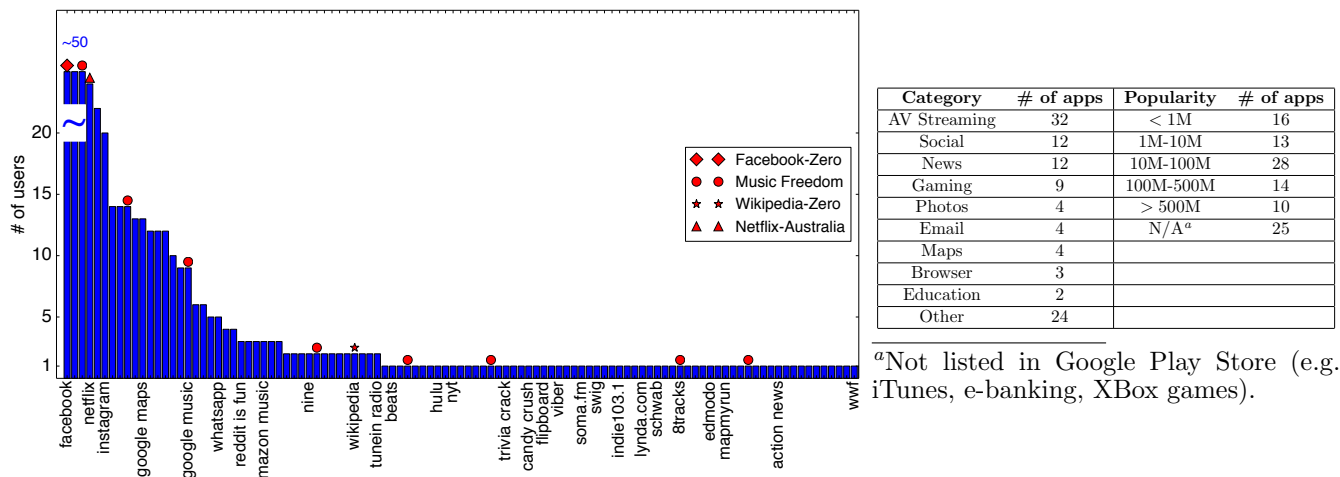 ~50
~
20
15
10
5
1
# of users
Facebook-Zero
Music Freedom
Wikipedia-Zero
Netflix-Australia
facebook
netflix
instagram
google maps
google music
whatsapp
reddit is fun
mazon music
nine
wikipedia
tunein radio
beats
hulu
nyt
trivia crack
candy crush
flipboard
viber
soma.fm
swig
indie103.1
lynda.com
schwab
8tracks
edmodo
mapmyrun
action news
wwf
Category # of apps Popularity # of apps
AV Streaming 32 < 1M 16
Social 12 1M-10M 13
News 12 10M-100M 28
Gaming 9 100M-500M 14
Photos 4 > 500M 10
Email 4 N/Aᵃ 25
Maps 4
Browser 3
Education 2
Other 24
ᵃNot listed in Google Play Store (e.g.
iTunes, e-banking, XBox games).